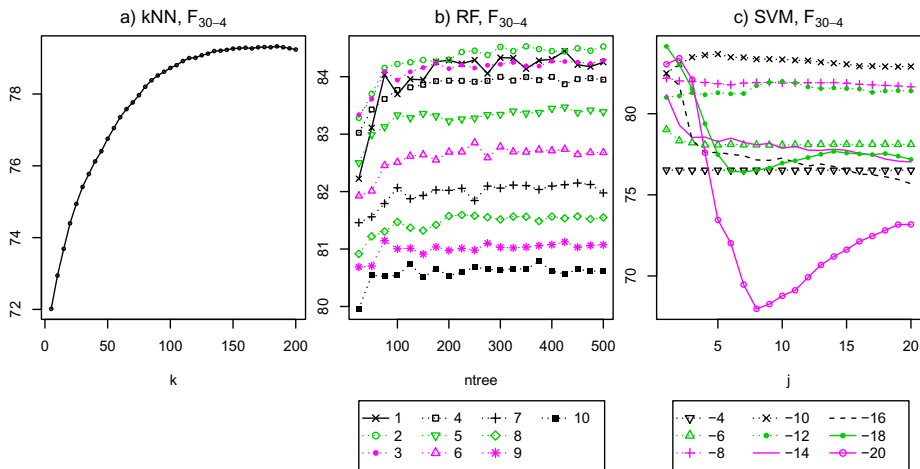 a) kNN, F30−4
b) RF, F30−4
c) SVM, F30−4
72 74 76 78
0 50 100 150 200
k
80 81 82 83 84
0 100 200 300 400 500
ntree
70 75 80
5 10 15 20
j
1 4 7 10
2 5 8
3 6 9
−4 −10 −16
−6 −12 −18
−8 −14 −20